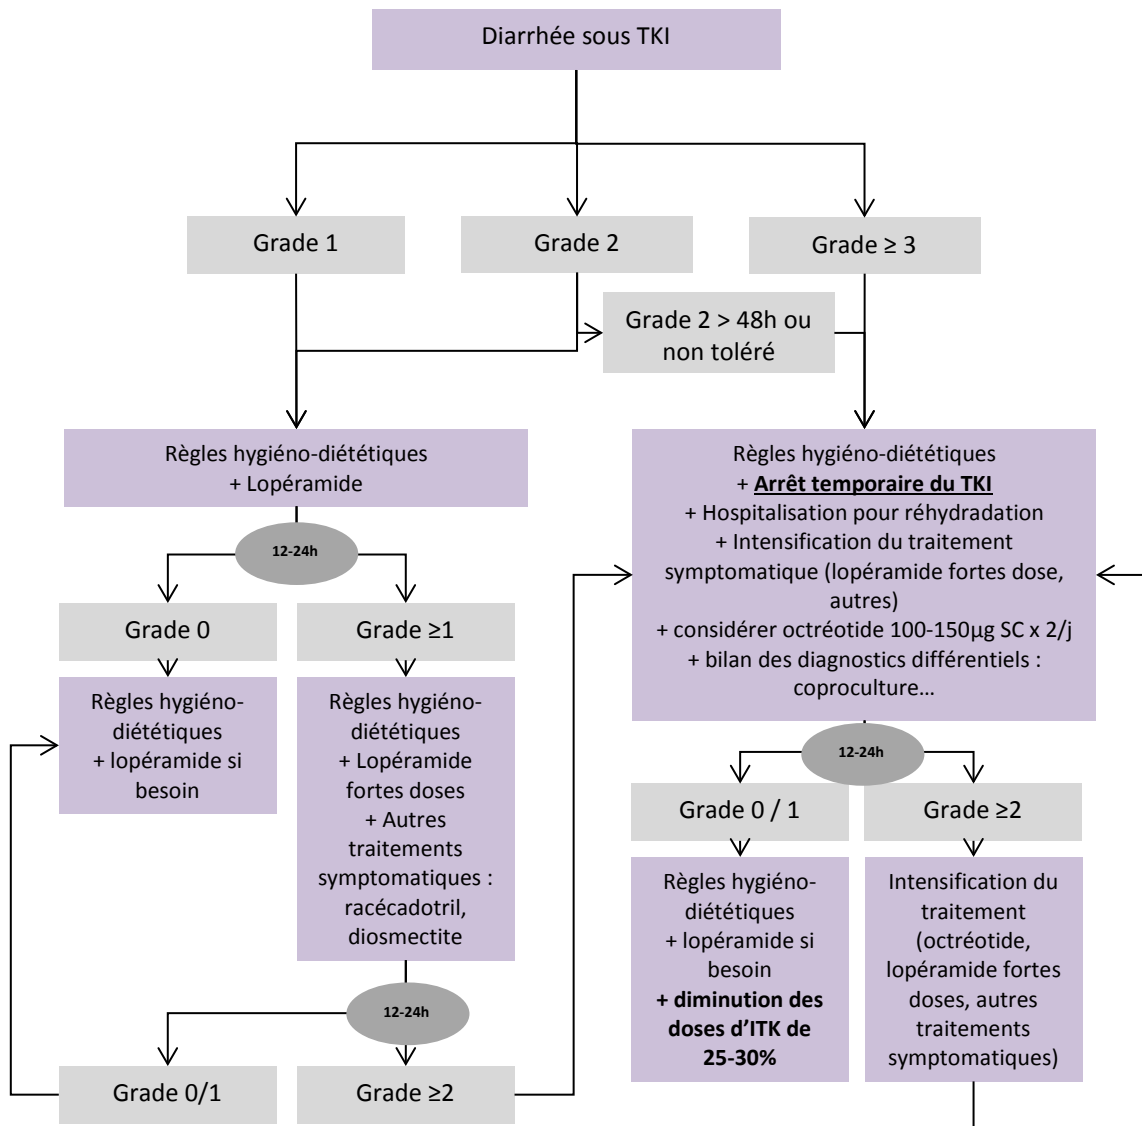 Diarrhée sous TKI
Grade 1
Grade 2
Grade ≥ 3
Grade 2 > 48h ou
non toléré
Règles hygiéno-diététiques
+ Lopéramide
12-24h
Grade 0
Grade ≥1
Règles hygiéno-
diététiques
+ lopéramide si
besoin
Règles hygiéno-
diététiques
+ Lopéramide
fortes doses
+ Autres
traitements
symptomatiques :
racécadotril,
diosmectite
12-24h
Grade 0/1
Grade ≥2
Règles hygiéno-diététiques
+ Arrêt temporaire du TKI
+ Hospitalisation pour réhydradation
+ Intensification du traitement
symptomatique (lopéramide fortes dose,
autres)
+ considérer octréotide 100-150µg SC x 2/j
+ bilan des diagnostics différentiels :
coproculture…
12-24h
Grade 0 / 1
Grade ≥2
Règles hygiéno-
diététiques
+ lopéramide si
besoin
+ diminution des
doses d’ITK de
25-30%
Intensification du
traitement
(octréotide,
lopéramide fortes
doses, autres
traitements
symptomatiques)